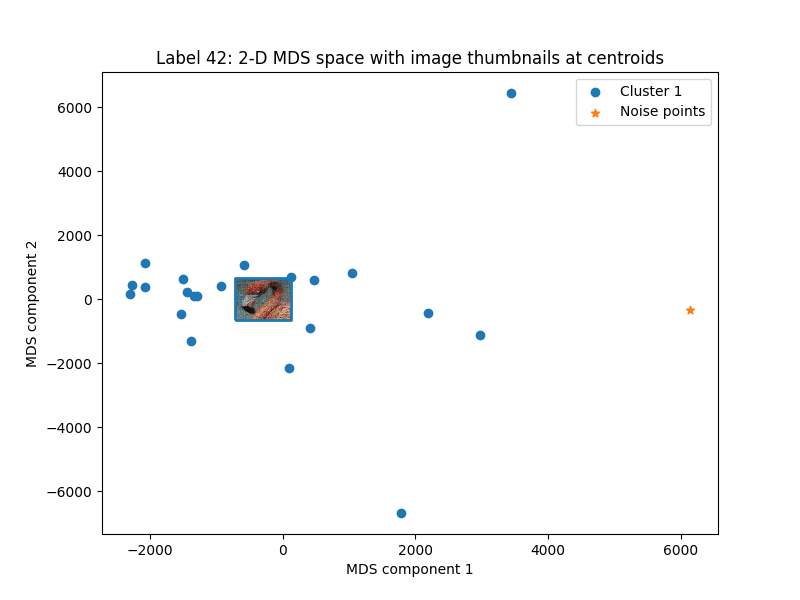 Label 42: 2-D MDS space with image thumbnails at centroids
Cluster 1
Noise points
6000
4000
2000
0
−2000
−4000
−6000
MDS component 2
−2000
0
2000
4000
6000
MDS component 1